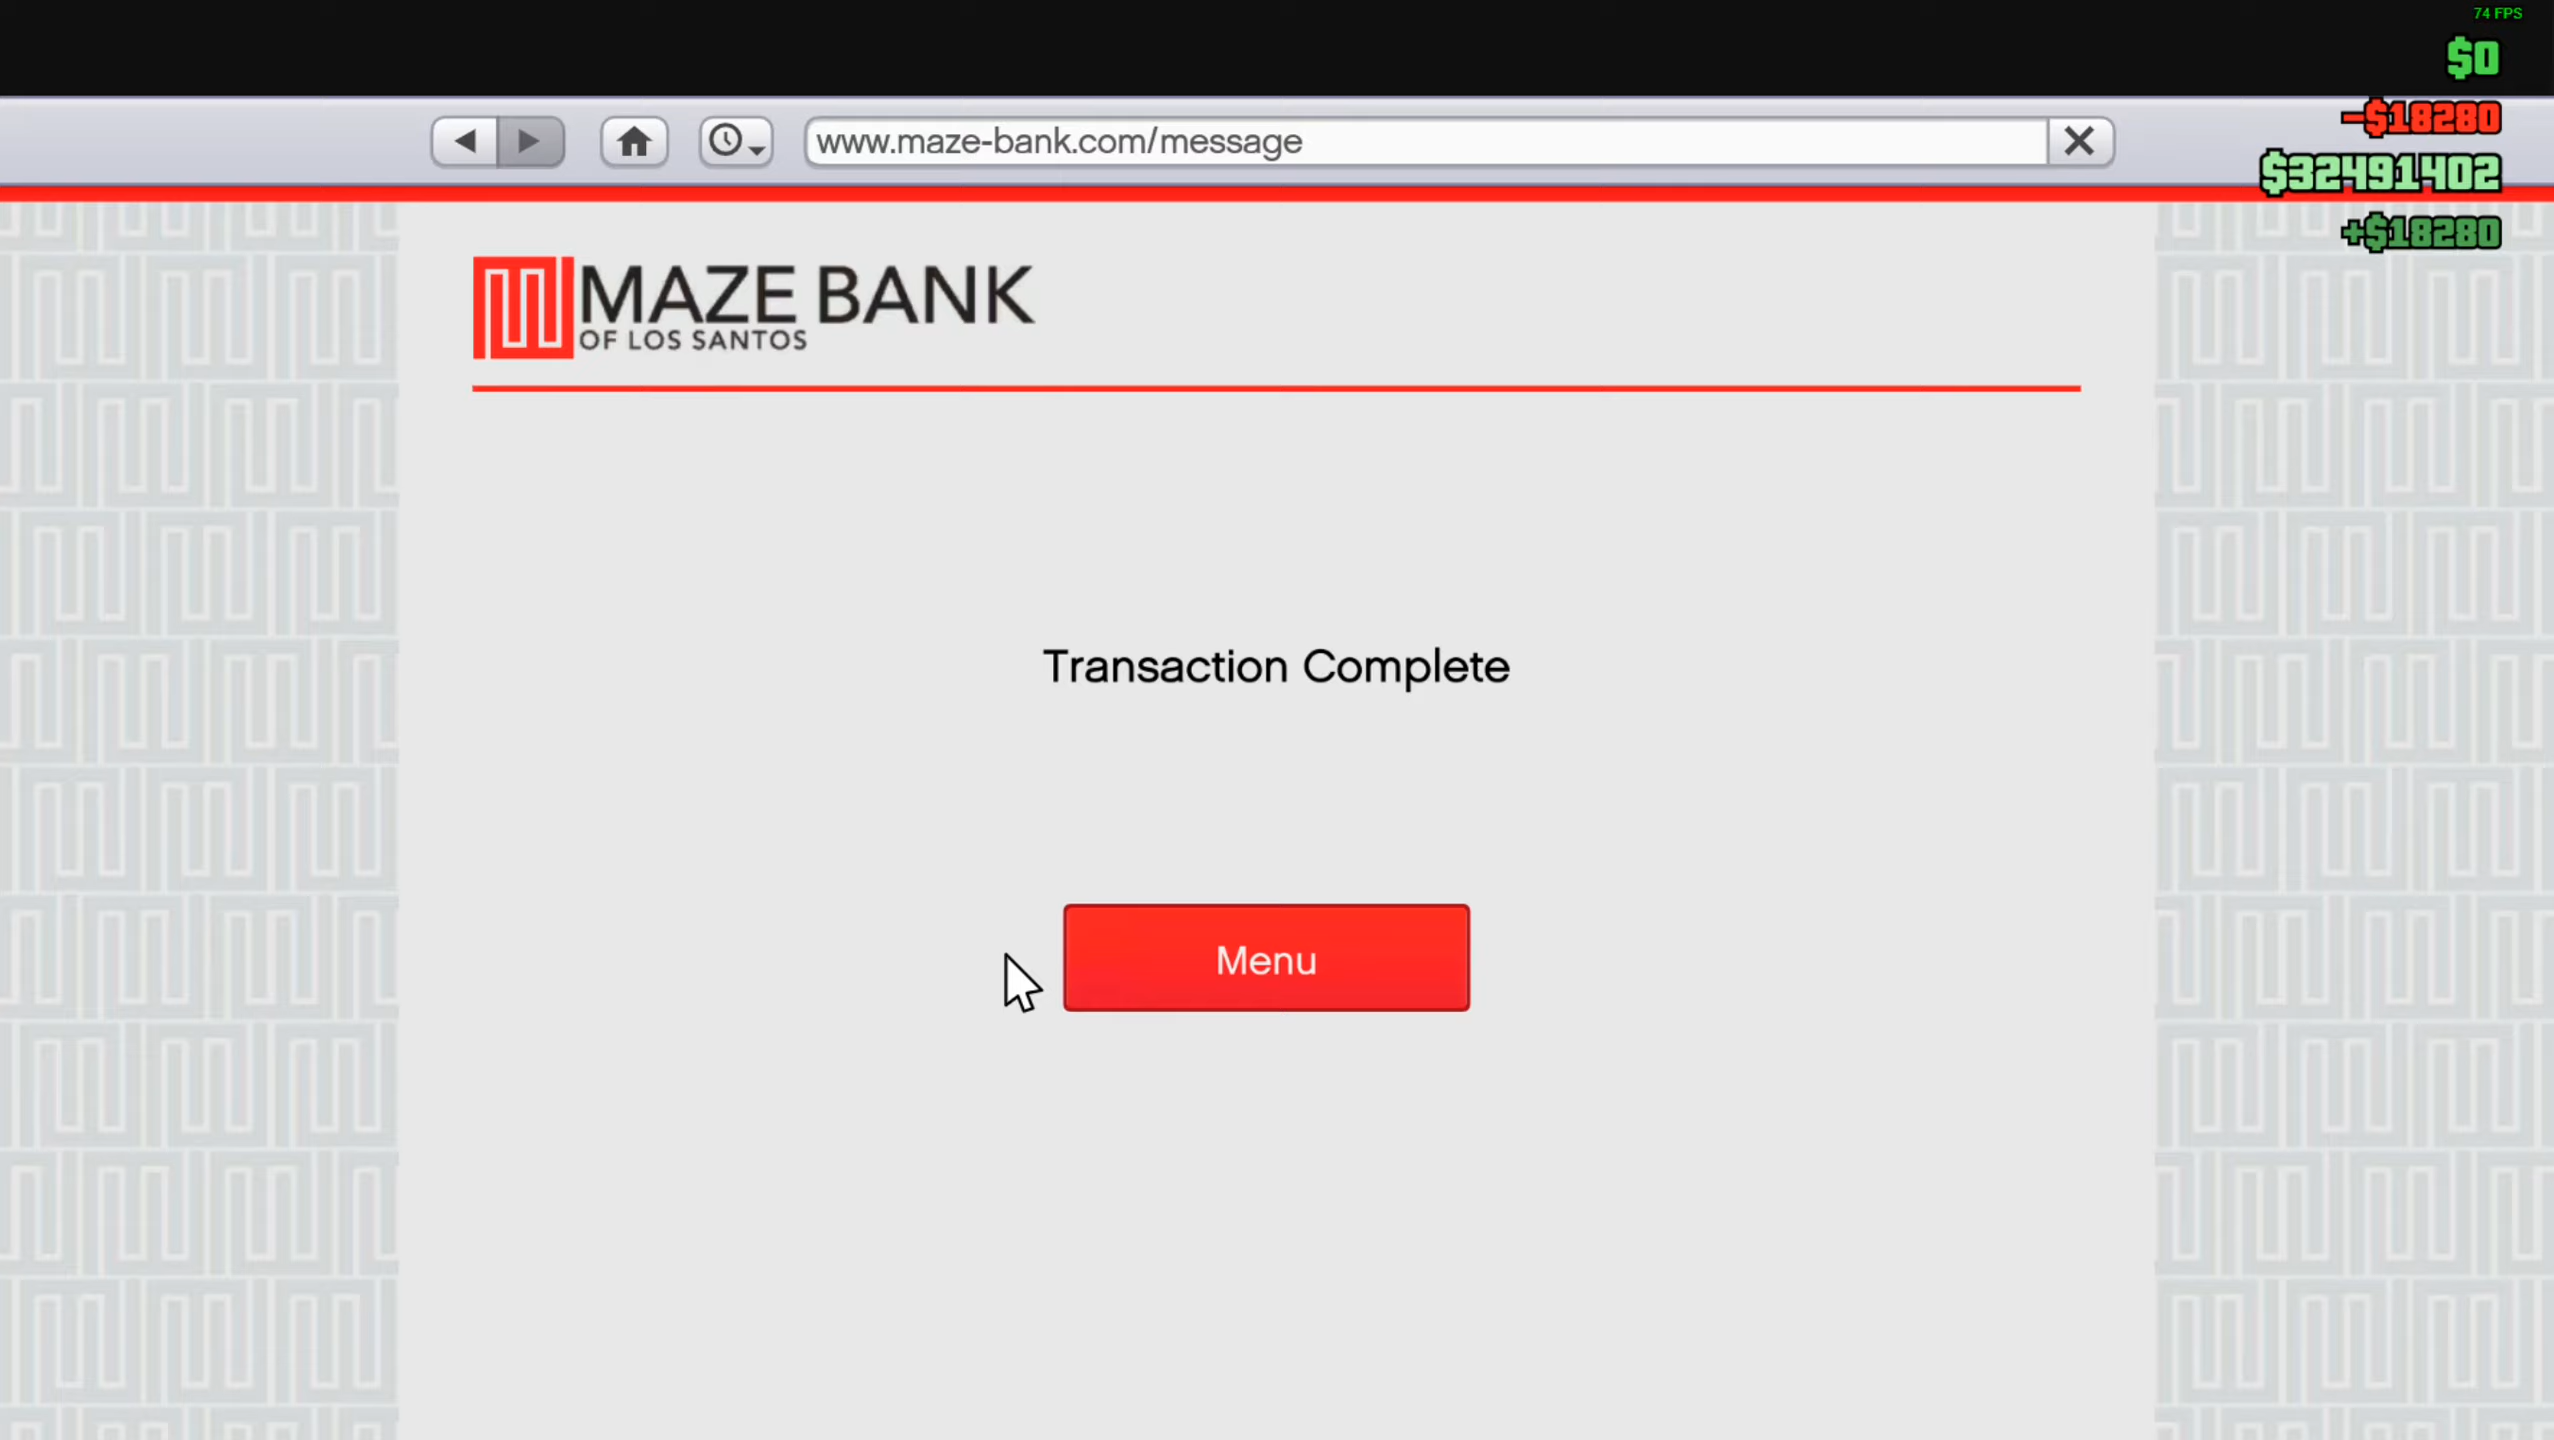 74 FPS
$0
www.maze-bank.com/message
-$18280
$32491402
+$18280
MAZE BANK
OF LOS SANTOS
Transaction Complete
Menu